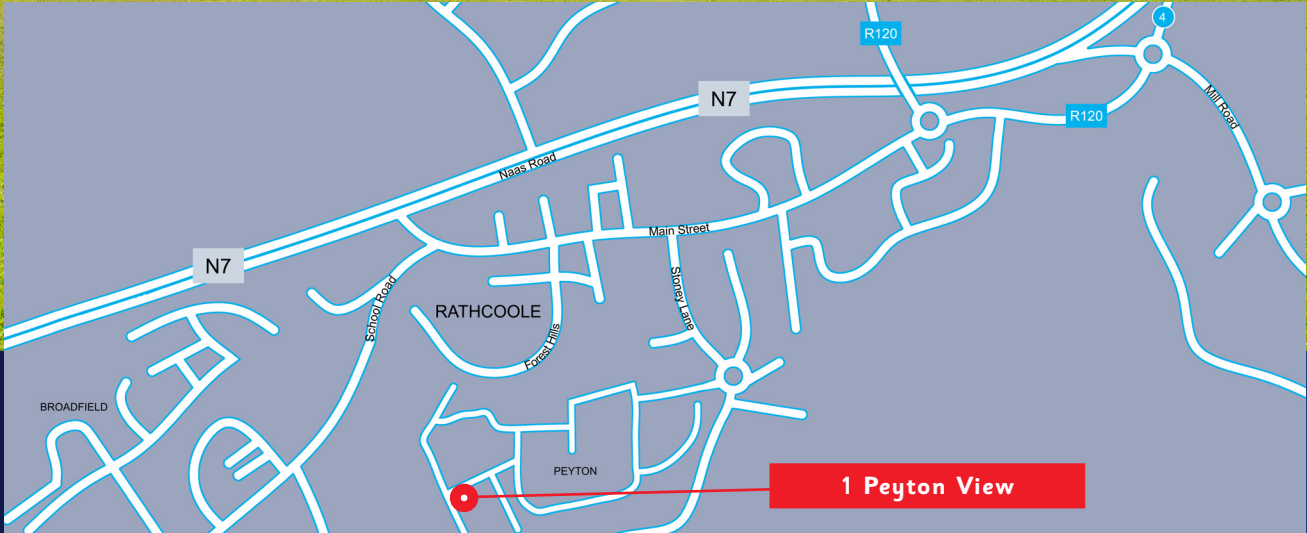 4
R120
N7
Mill Road
R120
Naas Road
Main Street
N7
Stoney Lane
School Road
RATHCOOLE
Forest Hills
BROADFIELD
PEYTON
1 Peyton View